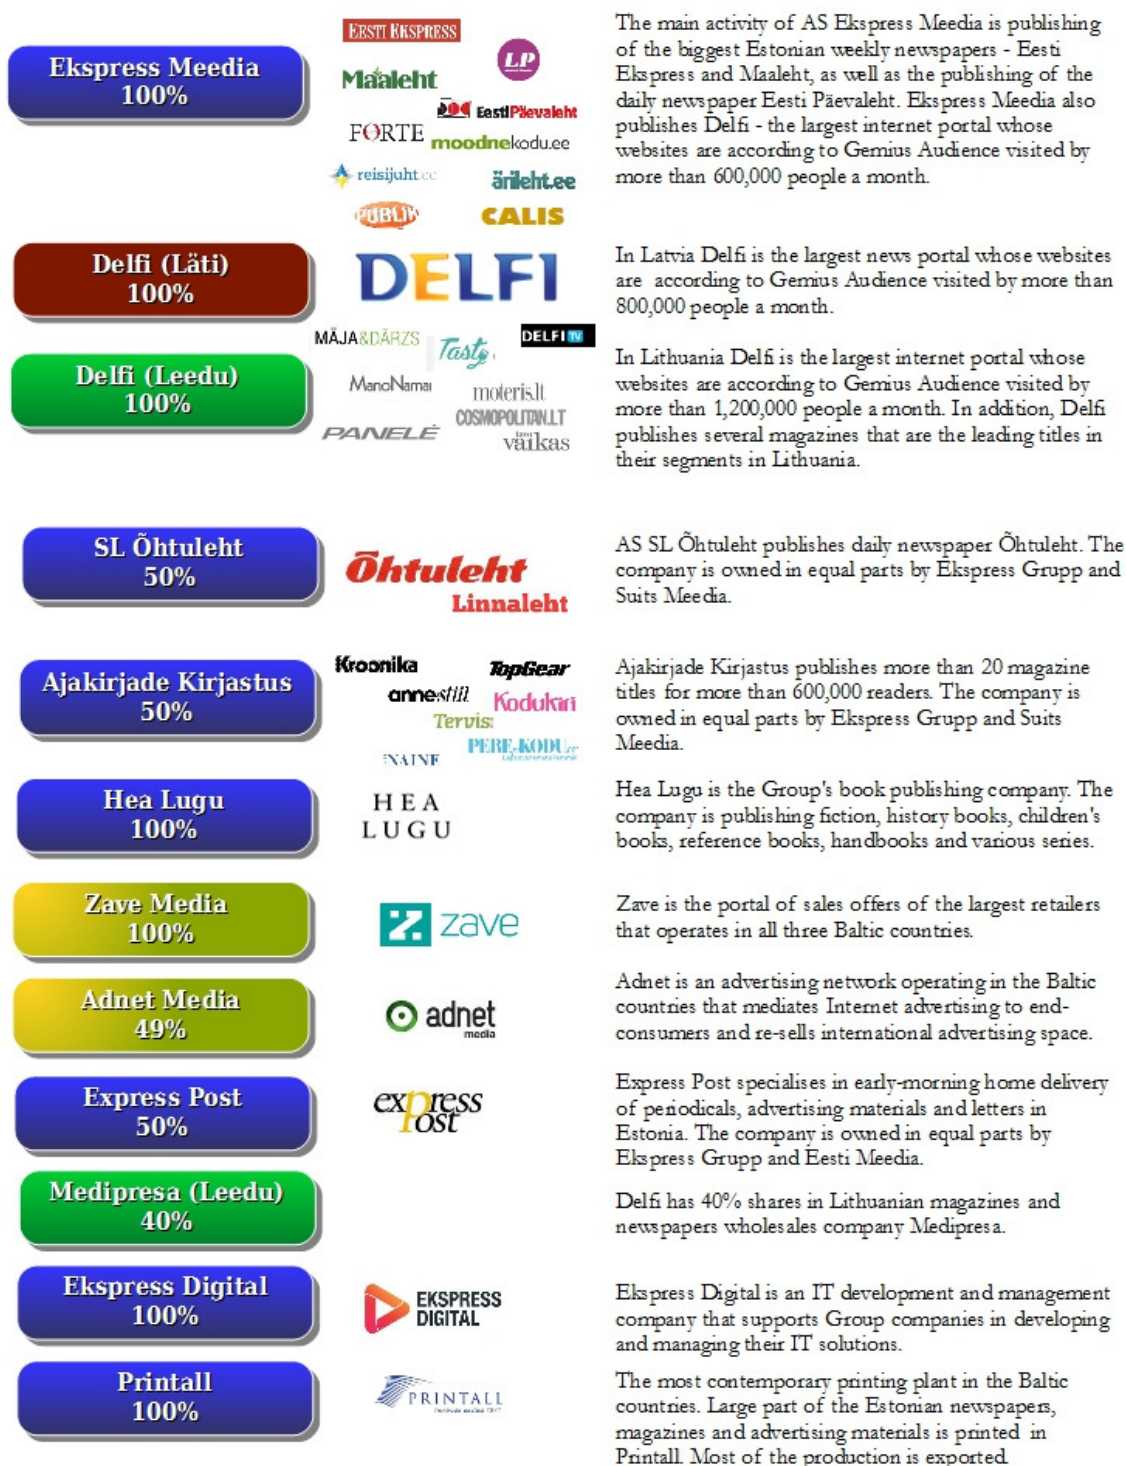 Ekspress Meedia
100%
EESTI EKSPRESS
LP
Maaleht
Eesti Päevaleht
FORTE
moodnekodu.ee
reisijuht.ee
ärileht.ee
PUBLIK
CALIS
The main activity of AS Ekspress Meedia is publishing
of the biggest Estonian weekly newspapers - Eesti
Ekspress and Maaleht, as well as the publishing of the
daily newspaper Eesti Päevaleht. Ekspress Meedia also
publishes Delfi - the largest internet portal whose
websites are according to Gemius Audience visited by
more than 600,000 people a month.
Delfi (Läti)
100%
DELFI
In Latvia Delfi is the largest news portal whose websites
are according to Gemius Audience visited by more than
800,000 people a month.
Delfi (Leedu)
100%
MĀJA&DĀRZS
Tasty
DELFI TV
ManoNamai
moteris.lt
COSMOPOLITAN.LT
PANELĖ
vaikas
In Lithuania Delfi is the largest internet portal whose
websites are according to Gemius Audience visited by
more than 1,200,000 people a month. In addition, Delfi
publishes several magazines that are the leading titles in
their segments in Lithuania.
SL Õhtuleht
50%
Õhtuleht
Linnaleht
AS SL Õhtuleht publishes daily newspaper Õhtuleht. The
company is owned in equal parts by Ekspress Grupp and
Suits Meedia.
Ajakirjade Kirjastus
50%
Kroonika
TopGear
anne&stiil
Kodukiri
Tervis
NAINE
PERE&KODU
Ajakirjade Kirjastus publishes more than 20 magazine
titles for more than 600,000 readers. The company is
owned in equal parts by Ekspress Grupp and Suits
Meedia.
Hea Lugu
100%
HEA
LUGU
Hea Lugu is the Group's book publishing company. The
company is publishing fiction, history books, children's
books, reference books, handbooks and various series.
Zave Media
100%
zave
Zave is the portal of sales offers of the largest retailers
that operates in all three Baltic countries.
Adnet Media
49%
adnet
media
Adnet is an advertising network operating in the Baltic
countries that mediates Internet advertising to end-
consumers and re-sells international advertising space.
Express Post
50%
express
Post
Express Post specialises in early-morning home delivery
of periodicals, advertising materials and letters in
Estonia. The company is owned in equal parts by
Ekspress Grupp and Eesti Meedia.
Medipresa (Leedu)
40%
Delfi has 40% shares in Lithuanian magazines and
newspapers wholesales company Medipresa.
Ekspress Digital
100%
EKSPRESS
DIGITAL
Ekspress Digital is an IT development and management
company that supports Group companies in developing
and managing their IT solutions.
Printall
100%
PRINTALL
The most contemporary printing plant in the Baltic
countries. Large part of the Estonian newspapers,
magazines and advertising materials is printed in
Printall. Most of the production is exported.